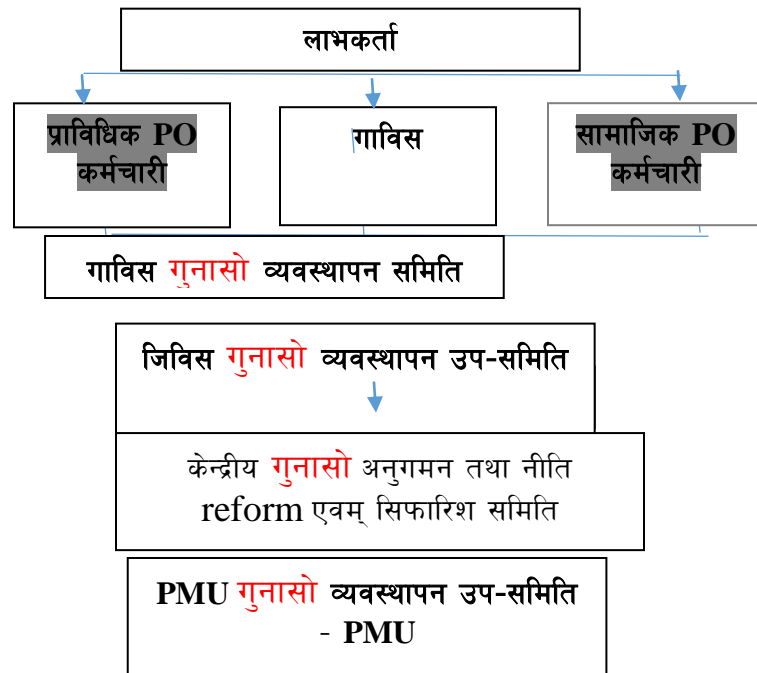 लाभकर्ता
प्राविधिक PO
कर्मचारी
गाविस
सामाजिक PO
कर्मचारी
गाविस गुनासो व्यवस्थापन समिति
जिविस गुनासो व्यवस्थापन उप-समिति
केन्द्रीय गुनासो अनुगमन तथा नीति
reform एवम् सिफारिश समिति
PMU गुनासो व्यवस्थापन उप-समिति
- PMU